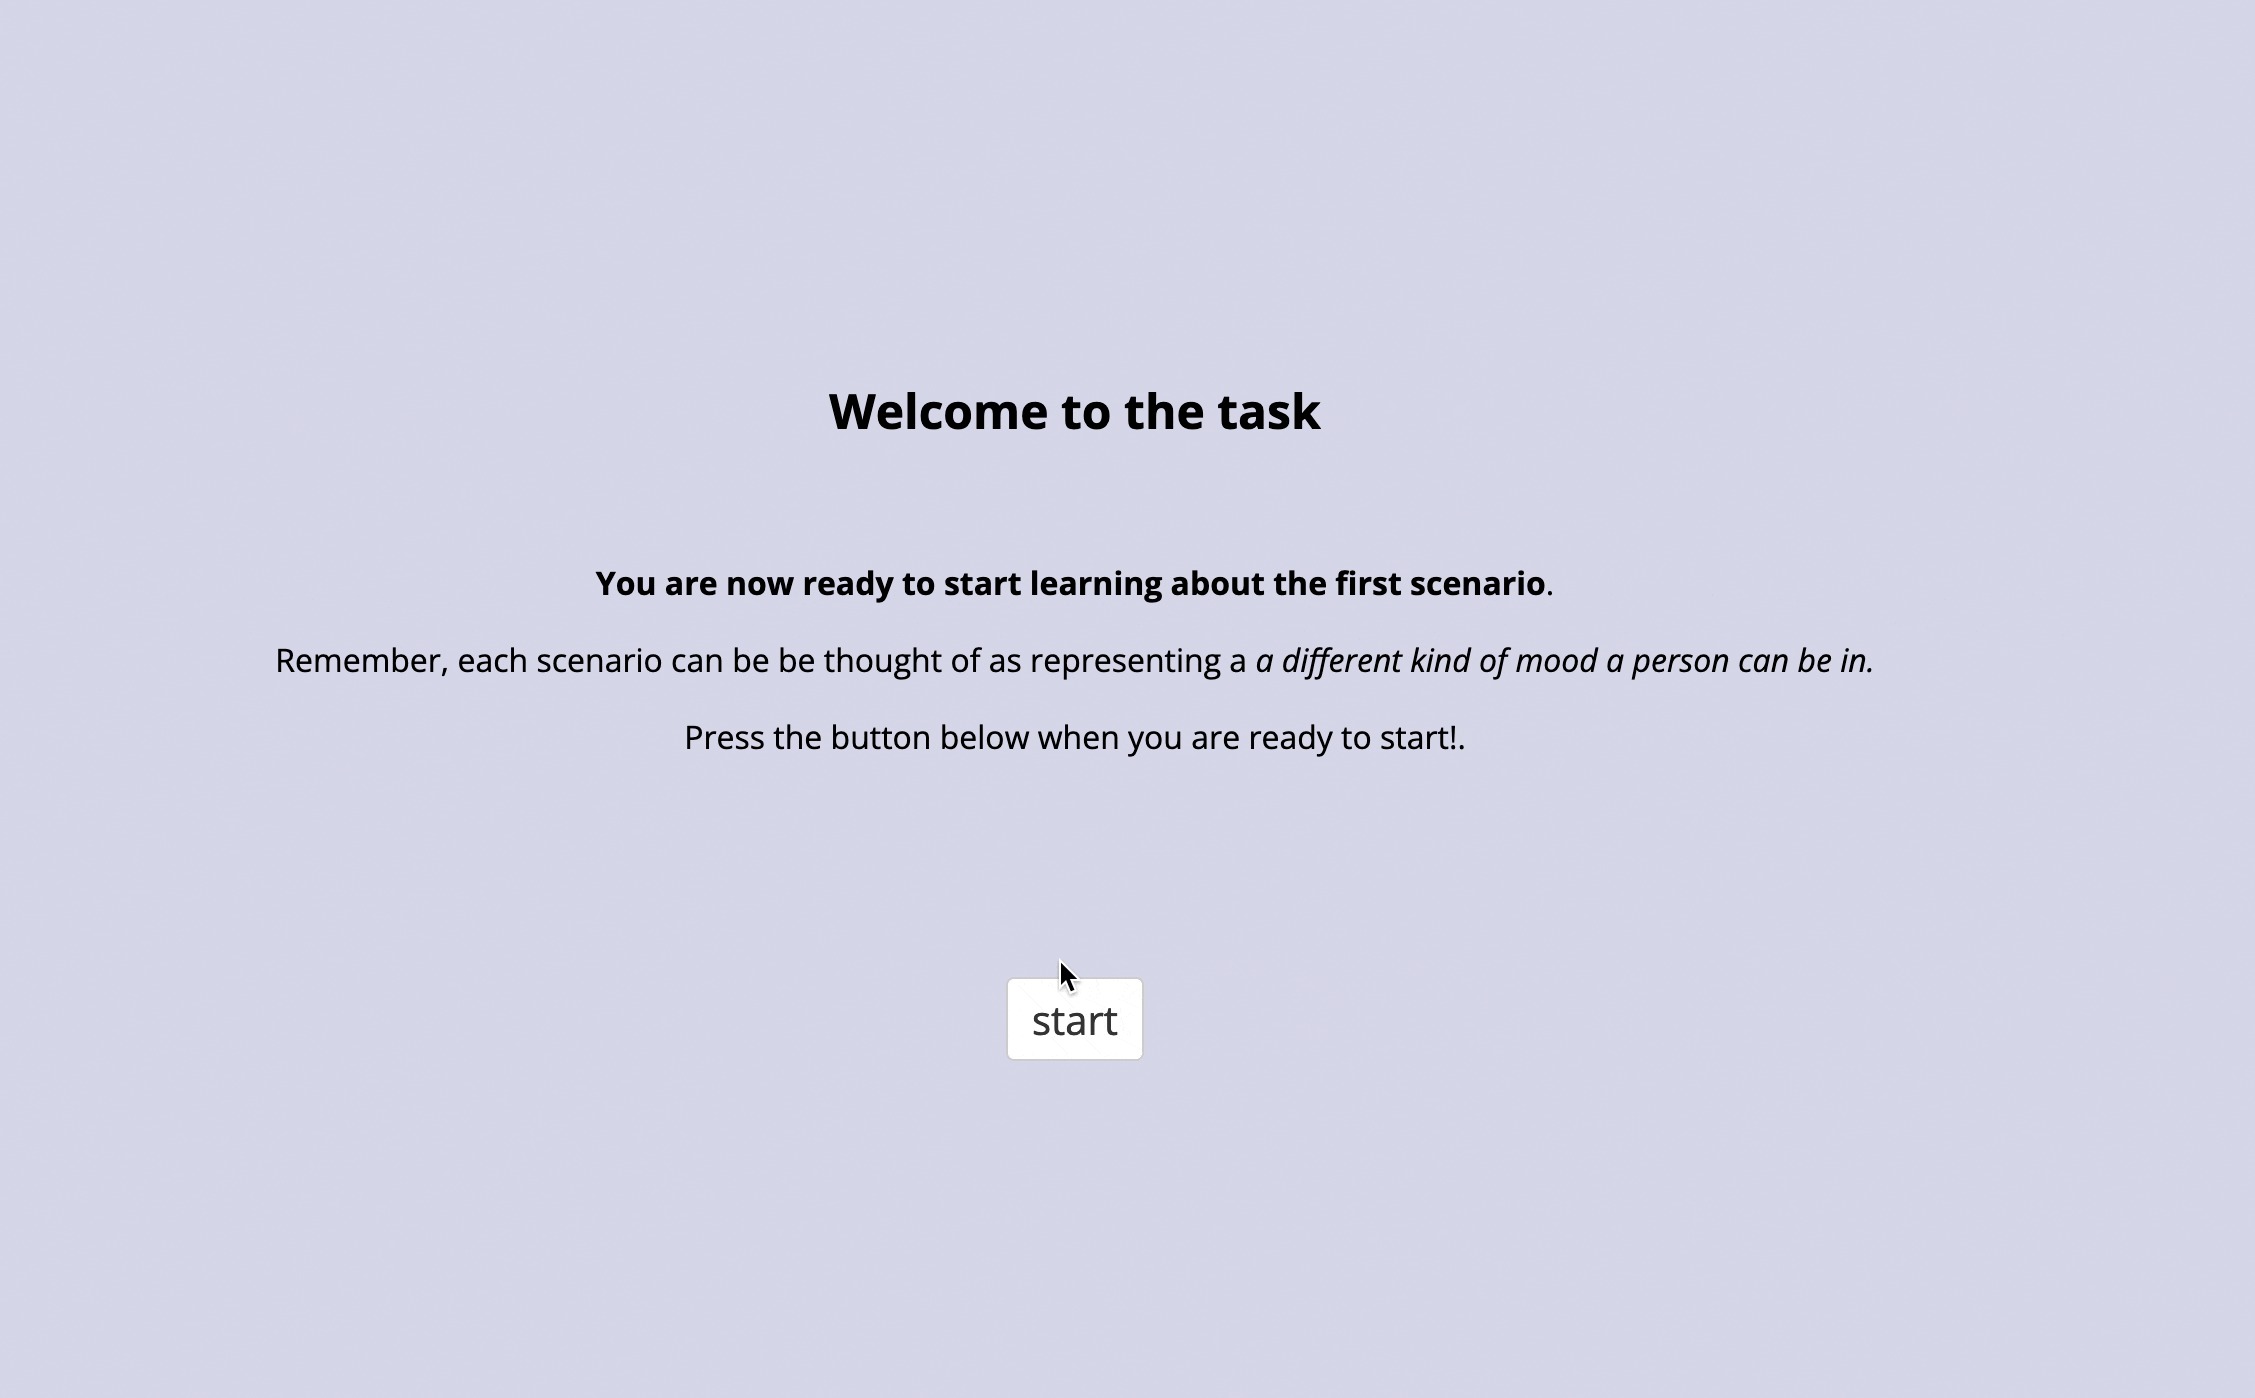 Welcome to the task
You are now ready to start learning about the first scenario.
Remember, each scenario can be be thought of as representing a a different kind of mood a person can be in.
Press the button below when you are ready to start!.
start